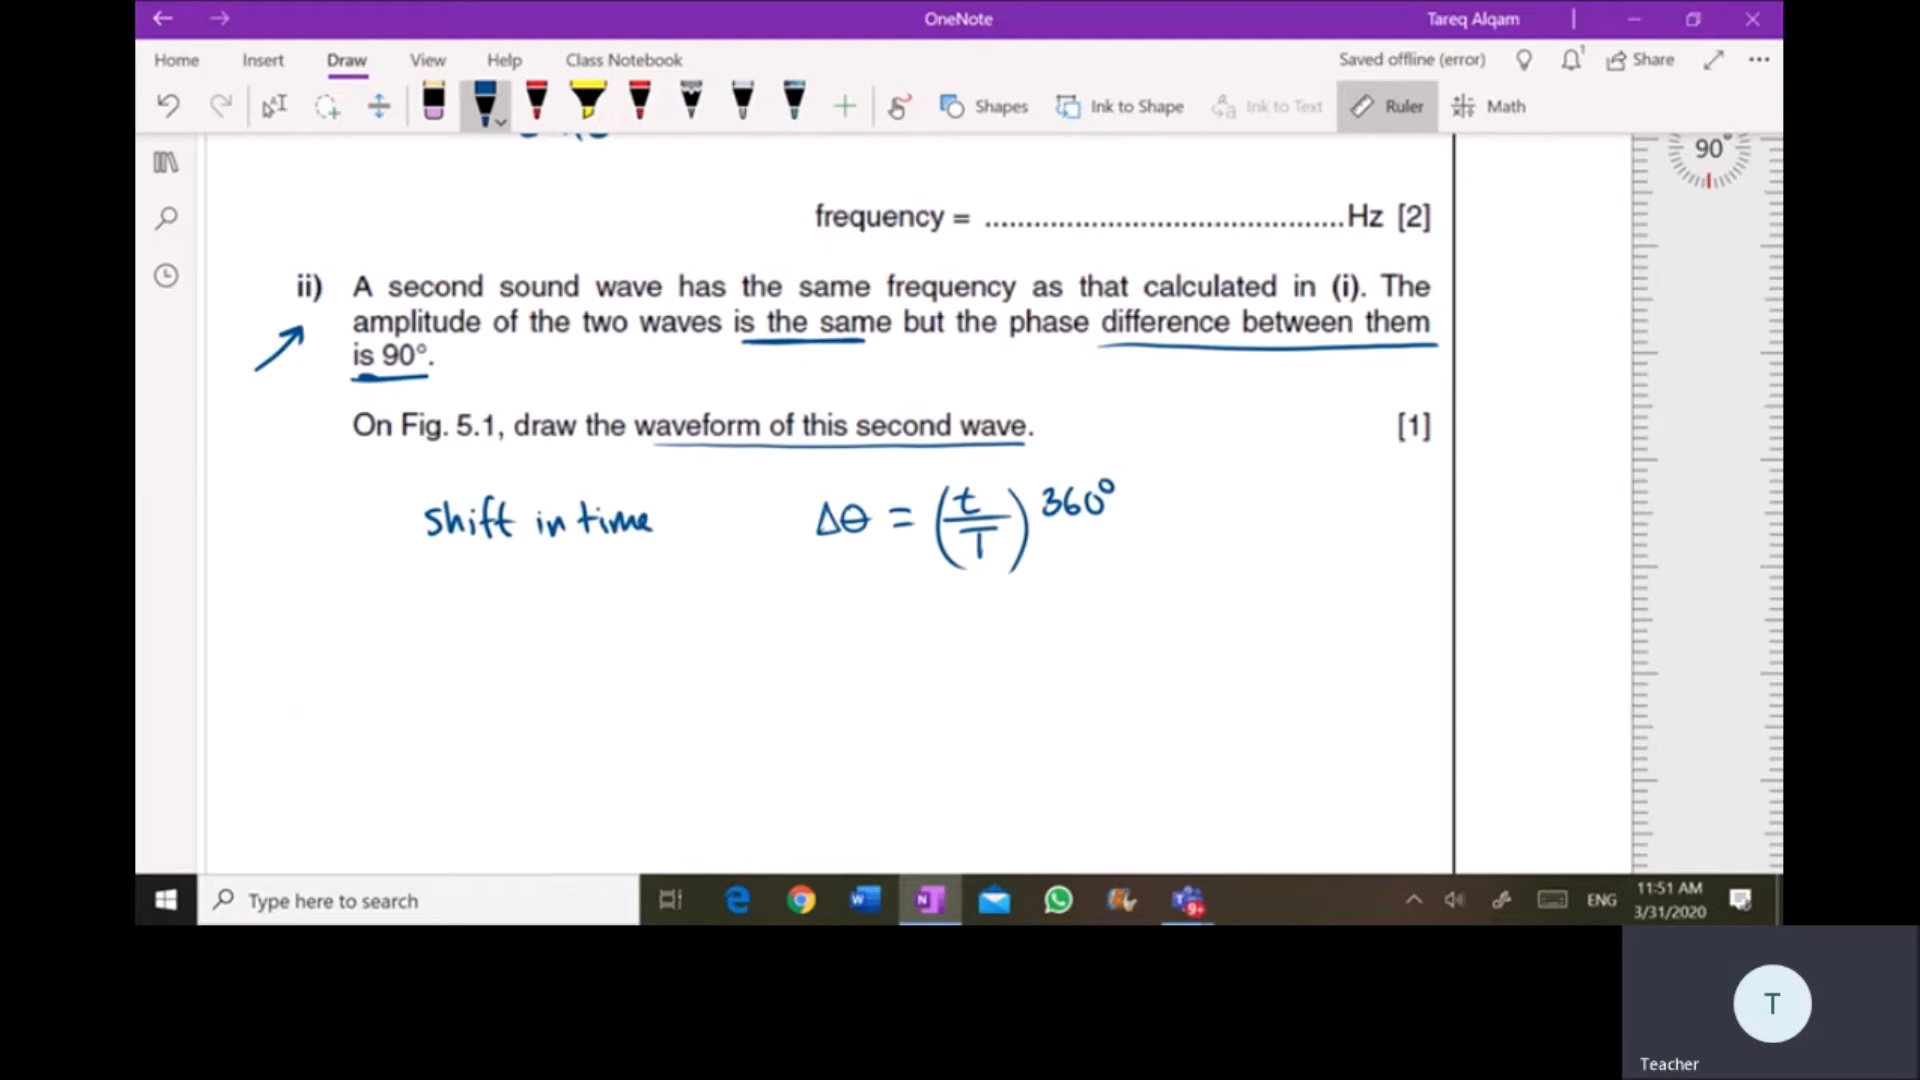 OneNote
Tareq Alqam
Home Insert Draw View Help Class Notebook
Saved offline (error) 1 Share
Shapes Ink to Shape Ink to Text Ruler Math
90°
frequency = ............................................Hz [2]
ii) A second sound wave has the same frequency as that calculated in (i). The
amplitude of the two waves is the same but the phase difference between them
is 90°.
On Fig. 5.1, draw the waveform of this second wave. [1]
shift in time Δθ = (t/T) 360°
Type here to search
9+
ENG
11:51 AM
3/31/2020
T
Teacher